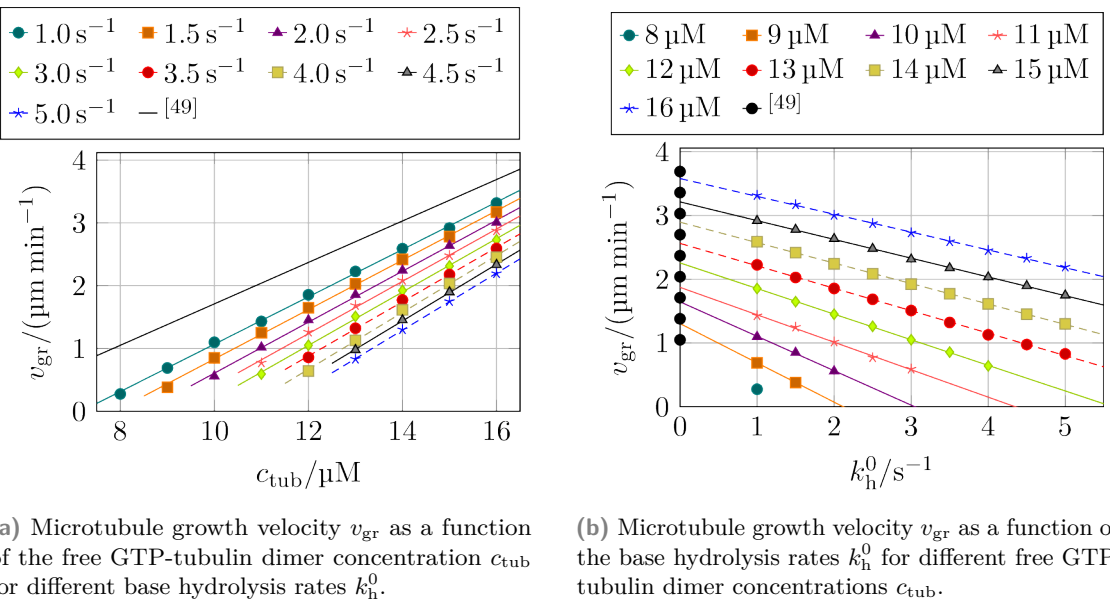 1.0 s⁻¹ 1.5 s⁻¹ 2.0 s⁻¹ 2.5 s⁻¹
3.0 s⁻¹ 3.5 s⁻¹ 4.0 s⁻¹ 4.5 s⁻¹
5.0 s⁻¹ [49]
4
3
2
1
0
v_gr/(µm min⁻¹)
8 10 12 14 16
c_tub/µM
a) Microtubule growth velocity v_gr as a function
of the free GTP-tubulin dimer concentration c_tub
or different base hydrolysis rates k_h^0.
8 µM 9 µM 10 µM 11 µM
12 µM 13 µM 14 µM 15 µM
16 µM [49]
4
3
2
1
0
v_gr/(µm min⁻¹)
0 1 2 3 4 5
k_h^0/s⁻¹
(b) Microtubule growth velocity v_gr as a function o
the base hydrolysis rates k_h^0 for different free GTP
tubulin dimer concentrations c_tub.